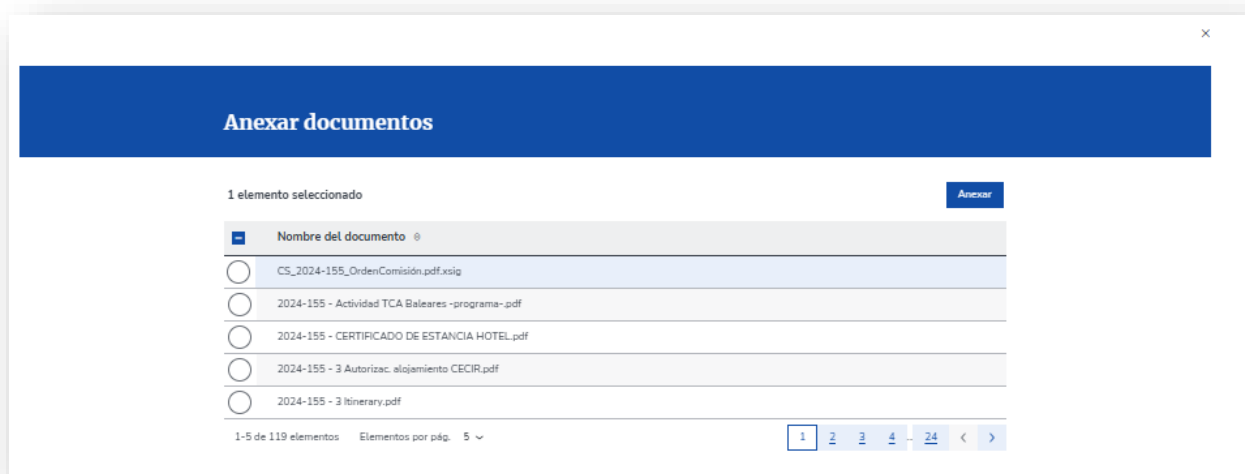 Anexar documentos
1 elemento seleccionado
Anexar
Nombre del documento
CS_2024-155_OrdenComisión.pdf.xsig
2024-155 - Actividad TCA Baleares -programa-.pdf
2024-155 - CERTIFICADO DE ESTANCIA HOTEL.pdf
2024-155 - 3 Autorizac. alojamiento CECIR.pdf
2024-155 - 3 Itinerary.pdf
1-5 de 119 elementos Elementos por pág. 5 1 2 3 4 ... 24